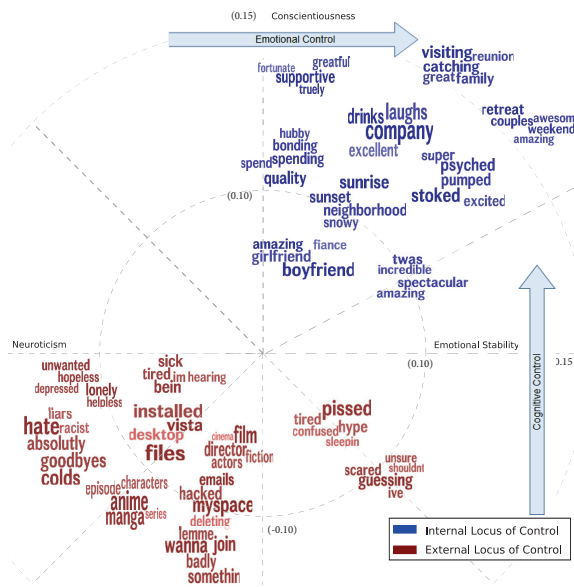 (0.15) Conscientiousness
Emotional Control
fortunate
greatful
supportive
truely
visiting
reunion
catching
great
family
drinks
laughs
company
excellent
retreat
couples
awesom
weekend
amazing
hubby
bonding
spend
spending
quality
super
psyched
pumped
stoked
excited
sunrise
sunset
neighborhood
snowy
(0.10)
amazing
fiance
girlfriend
boyfriend
twas
incredible
spectacular
amazing
Neuroticism
Emotional Stability
0.15
(0.10)
Cognitive Control
unwanted
hopeless
depressed
lonely
helpless
sick
tired
im
hearing
bein
liars
hate
racist
absolutly
goodbyes
colds
installed
vista
desktop
files
cinema
film
director
actors
fiction
pissed
tired
hype
confused
sleepin
scared
unsure
shouldnt
guessing
ive
episode
characters
anime
manga
series
emails
hacked
myspace
deleting
lemme
wanna
join
badly
somethin
(-0.10)
Internal Locus of Control
External Locus of Control